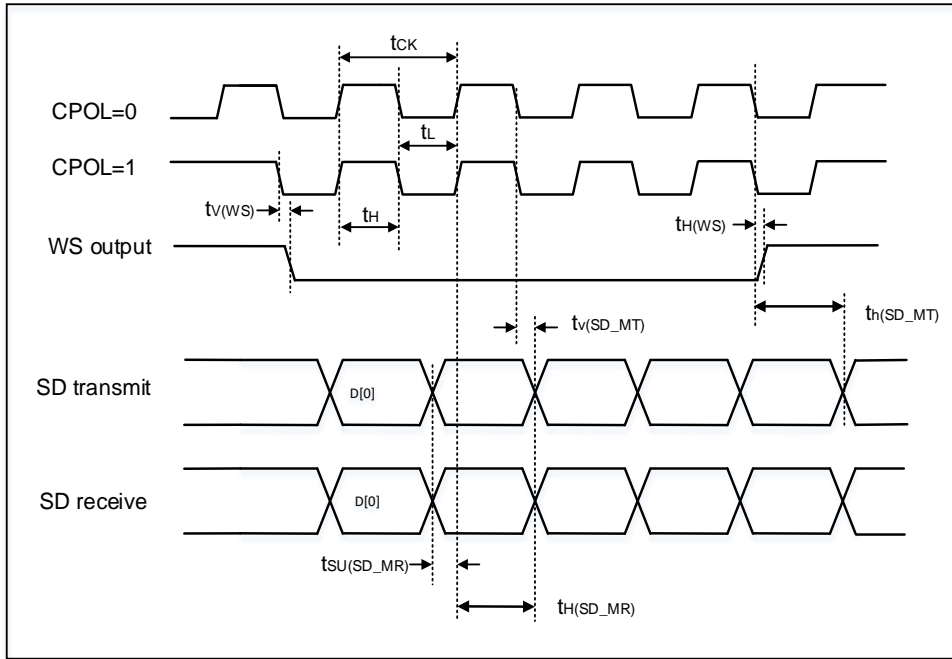 tCK
CPOL=0
tL
CPOL=1
tV(WS)
tH
tH(WS)
WS output
tv(SD_MT)
th(SD_MT)
SD transmit
D[0]
SD receive
D[0]
tSU(SD_MR)
tH(SD_MR)